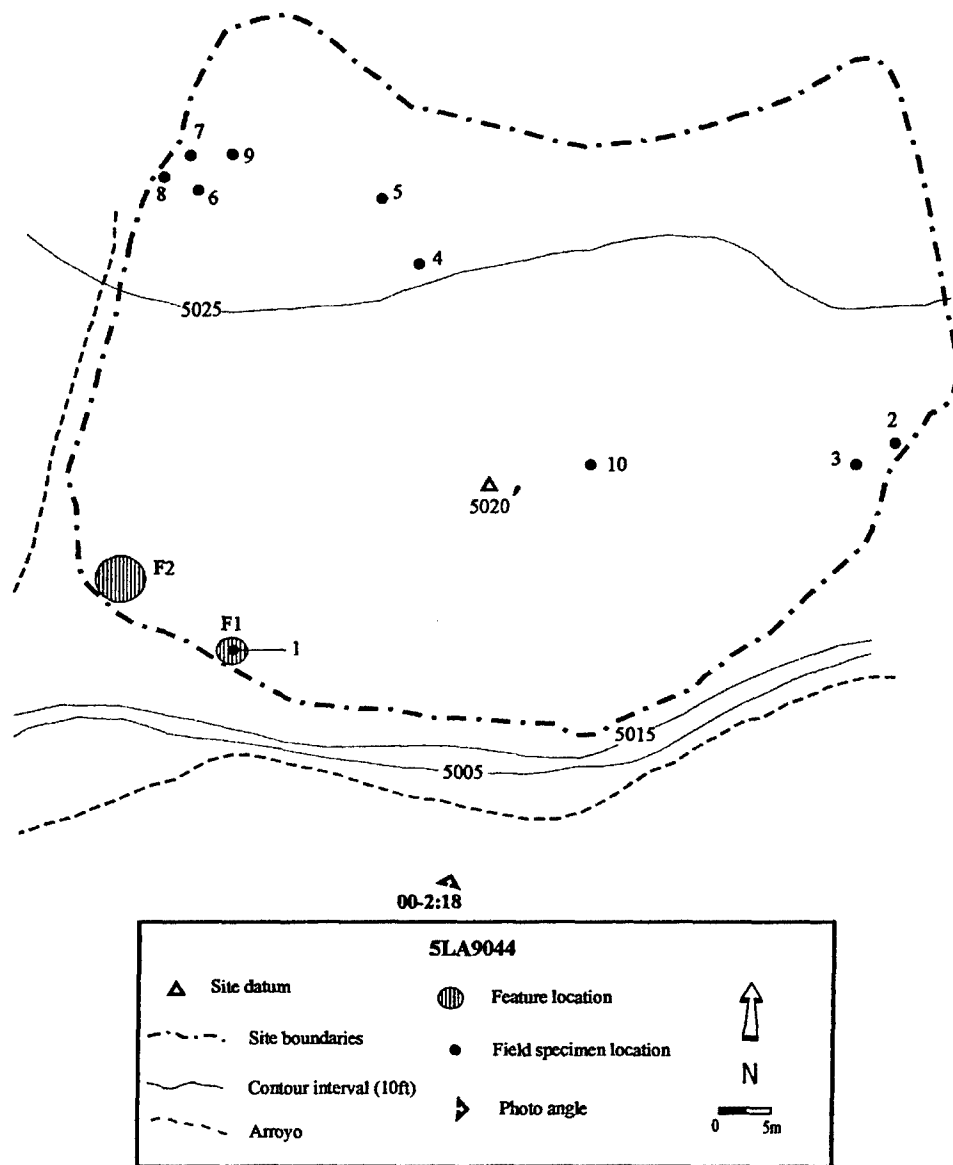 7
9
8
6
5
4
5025
2
3
10
5020'
F2
F1
1
5015
5005
00-2:18
5LA9044
Site datum
Feature location
Site boundaries
Field specimen location
Contour interval (10ft)
N
Photo angle
Arroyo
0 5m